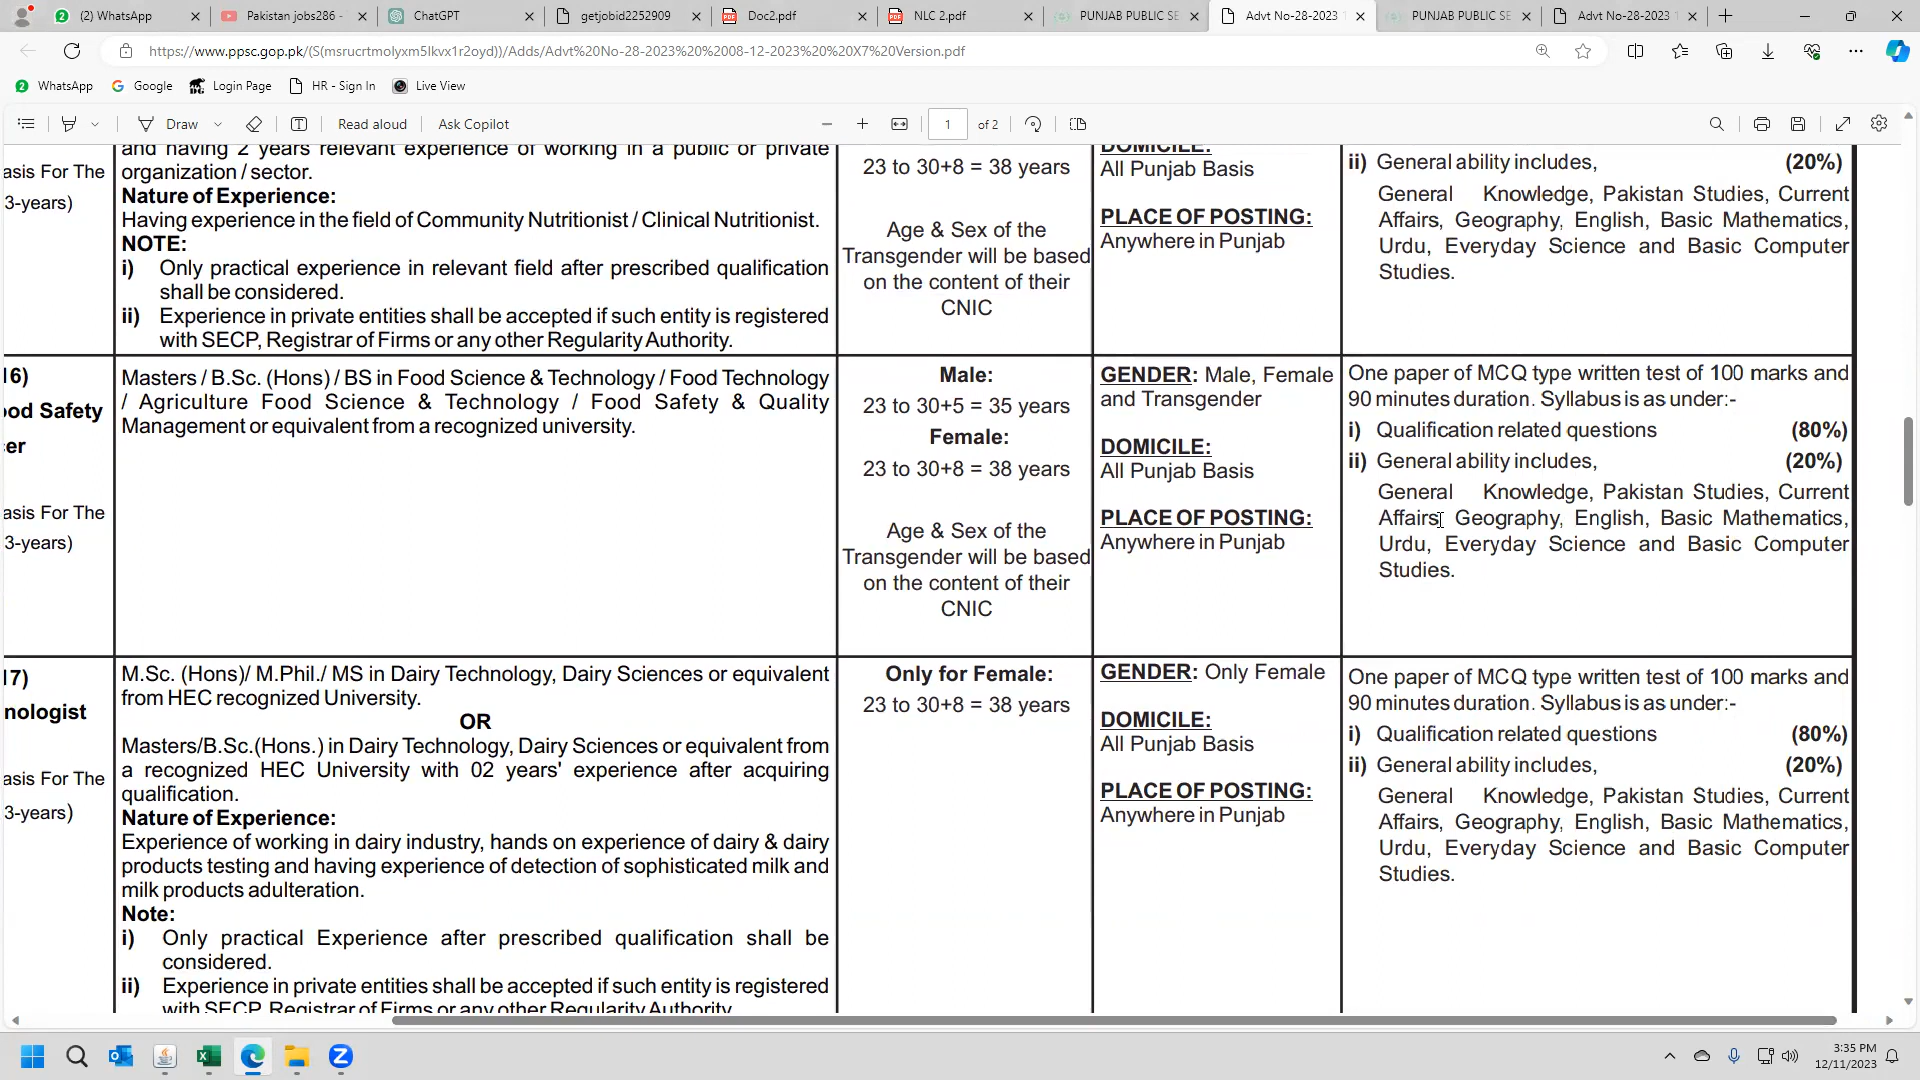 (2) WhatsApp
Pakistan jobs286 -
ChatGPT
getjobid2252909
Doc2.pdf
NLC 2.pdf
PUNJAB PUBLIC SE
Advt No-28-2023
PUNJAB PUBLIC SE
Advt No-28-2023
https://www.ppsc.gop.pk/(S(msrucrtmolyxm5lkvx1r2oyd))/Adds/Advt%20No-28-2023%20%2008-12-2023%20%20X7%20Version.pdf
WhatsApp
Google
Login Page
HR - Sign In
Live View
Draw
Read aloud
Ask Copilot
1
of 2
asis For The
3-years)
and having 2 years relevant experience of working in a public or private
organization / sector.
Nature of Experience:
Having experience in the field of Community Nutritionist / Clinical Nutritionist.
NOTE:
i) Only practical experience in relevant field after prescribed qualification
shall be considered.
ii) Experience in private entities shall be accepted if such entity is registered
with SECP, Registrar of Firms or any other Regularity Authority.
23 to 30+8 = 38 years
Age & Sex of the
Transgender will be based
on the content of their
CNIC
DOMICILE:
All Punjab Basis
PLACE OF POSTING:
Anywhere in Punjab
ii) General ability includes, (20%)
General Knowledge, Pakistan Studies, Current
Affairs, Geography, English, Basic Mathematics,
Urdu, Everyday Science and Basic Computer
Studies.
16)
ood Safety
cer
asis For The
3-years)
Masters / B.Sc. (Hons) / BS in Food Science & Technology / Food Technology
/ Agriculture Food Science & Technology / Food Safety & Quality
Management or equivalent from a recognized university.
Male:
23 to 30+5 = 35 years
Female:
23 to 30+8 = 38 years
Age & Sex of the
Transgender will be based
on the content of their
CNIC
GENDER: Male, Female
and Transgender
DOMICILE:
All Punjab Basis
PLACE OF POSTING:
Anywhere in Punjab
One paper of MCQ type written test of 100 marks and
90 minutes duration. Syllabus is as under:-
i) Qualification related questions (80%)
ii) General ability includes, (20%)
General Knowledge, Pakistan Studies, Current
Affairs, Geography, English, Basic Mathematics,
Urdu, Everyday Science and Basic Computer
Studies.
17)
nologist
asis For The
3-years)
M.Sc. (Hons)/ M.Phil./ MS in Dairy Technology, Dairy Sciences or equivalent
from HEC recognized University.
OR
Masters/B.Sc.(Hons.) in Dairy Technology, Dairy Sciences or equivalent from
a recognized HEC University with 02 years' experience after acquiring
qualification.
Nature of Experience:
Experience of working in dairy industry, hands on experience of dairy & dairy
products testing and having experience of detection of sophisticated milk and
milk products adulteration.
Note:
i) Only practical Experience after prescribed qualification shall be
considered.
ii) Experience in private entities shall be accepted if such entity is registered
with SECP, Registrar of Firms or any other Regularity Authority.
Only for Female:
23 to 30+8 = 38 years
GENDER: Only Female
DOMICILE:
All Punjab Basis
PLACE OF POSTING:
Anywhere in Punjab
One paper of MCQ type written test of 100 marks and
90 minutes duration. Syllabus is as under:-
i) Qualification related questions (80%)
ii) General ability includes, (20%)
General Knowledge, Pakistan Studies, Current
Affairs, Geography, English, Basic Mathematics,
Urdu, Everyday Science and Basic Computer
Studies.
3:35 PM
12/11/2023